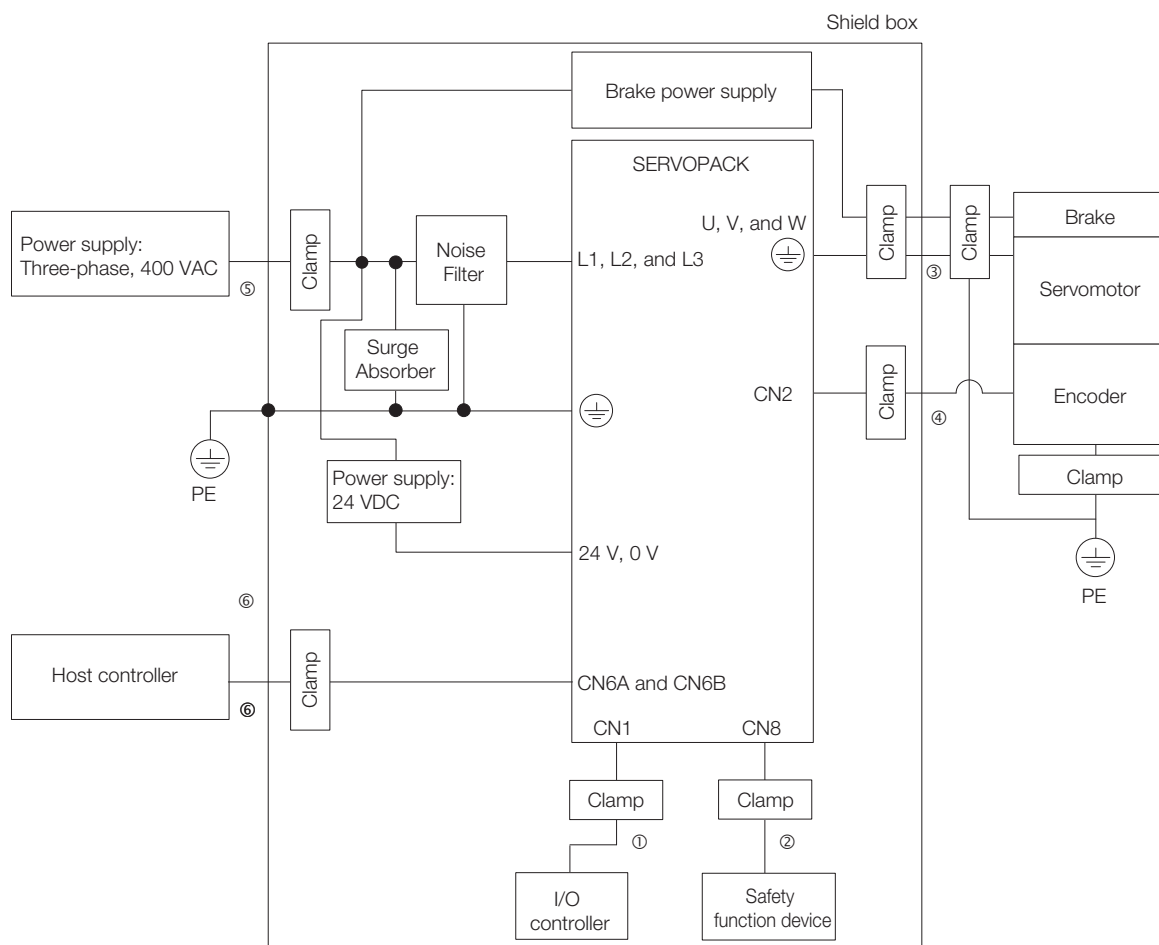 Shield box
Brake power supply
SERVOPACK
U, V, and W
Clamp
Clamp
Brake
Power supply:
Three-phase, 400 VAC
Clamp
Noise
Filter
L1, L2, and L3
③
⑤
Servomotor
Surge
Absorber
CN2
Clamp
Encoder
④
PE
Power supply:
24 VDC
Clamp
24 V, 0 V
PE
⑥
Host controller
Clamp
CN6A and CN6B
⑥
CN1
CN8
Clamp
Clamp
①
②
I/O
controller
Safety
function device